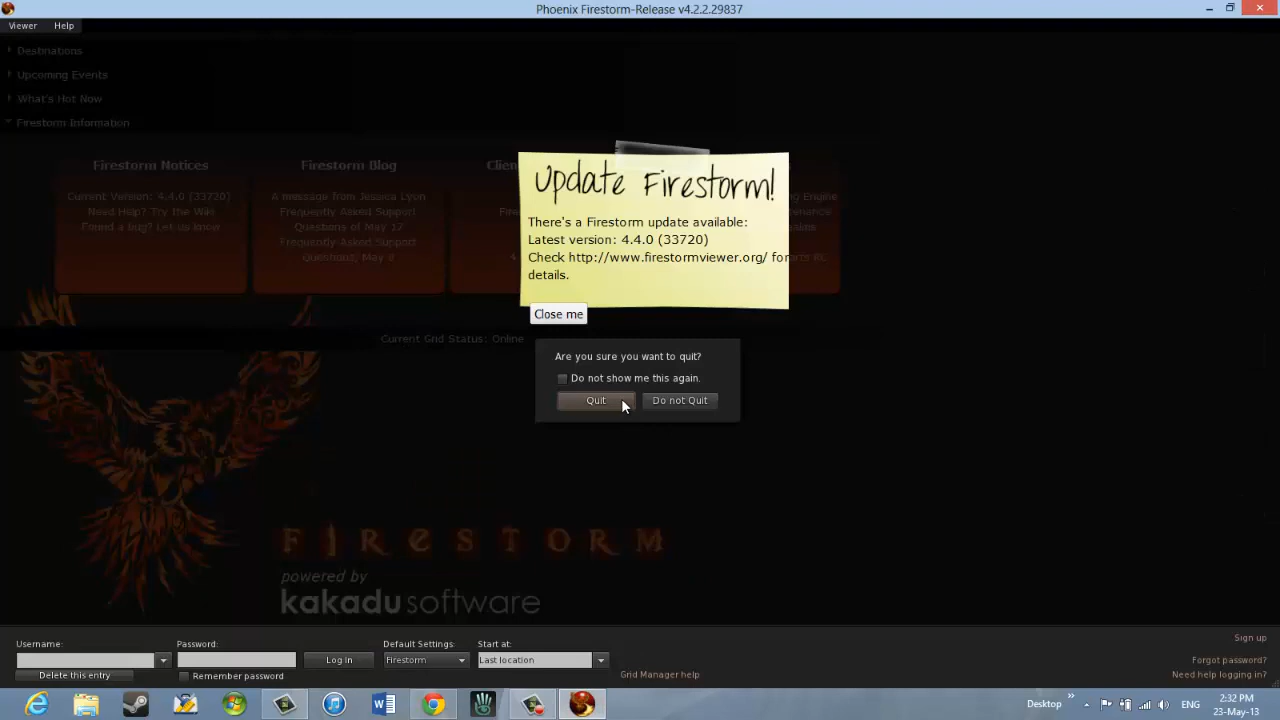 Phoenix Firestorm-Release v4.2.2.29837
Viewer Help
Destinations
Upcoming Events
What's Hot Now
Firestorm Information
Firestorm Notices
Current Version: 4.4.0 (33720)
Need Help? Try the Wiki
Found a bug? Let us know
Firestorm Blog
A message from Jessica Lyon
Frequently Asked Support
Questions of May 17
Frequently Asked Support
Questions, May 8
Update Firestorm!
There's a Firestorm update available:
Latest version: 4.4.0 (33720)
Check http://www.firestormviewer.org/ for
details.
Close me
Current Grid Status: Online
Are you sure you want to quit?
Do not show me this again.
Quit Do not Quit
FIRESTORM
powered by
kakadusoftware
Username: Password: Default Settings: Start at:
Log In Firestorm Last location
Delete this entry Remember password
Grid Manager help
Sign up
Forgot password?
Need help logging in?
Desktop ENG 2:32 PM
23-May-13